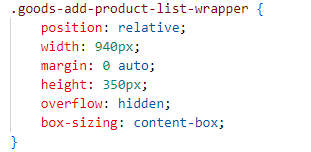 .goods-add-product-list-wrapper {
    position: relative;
    width: 940px;
    margin: 0 auto;
    height: 350px;
    overflow: hidden;
    box-sizing: content-box;
}